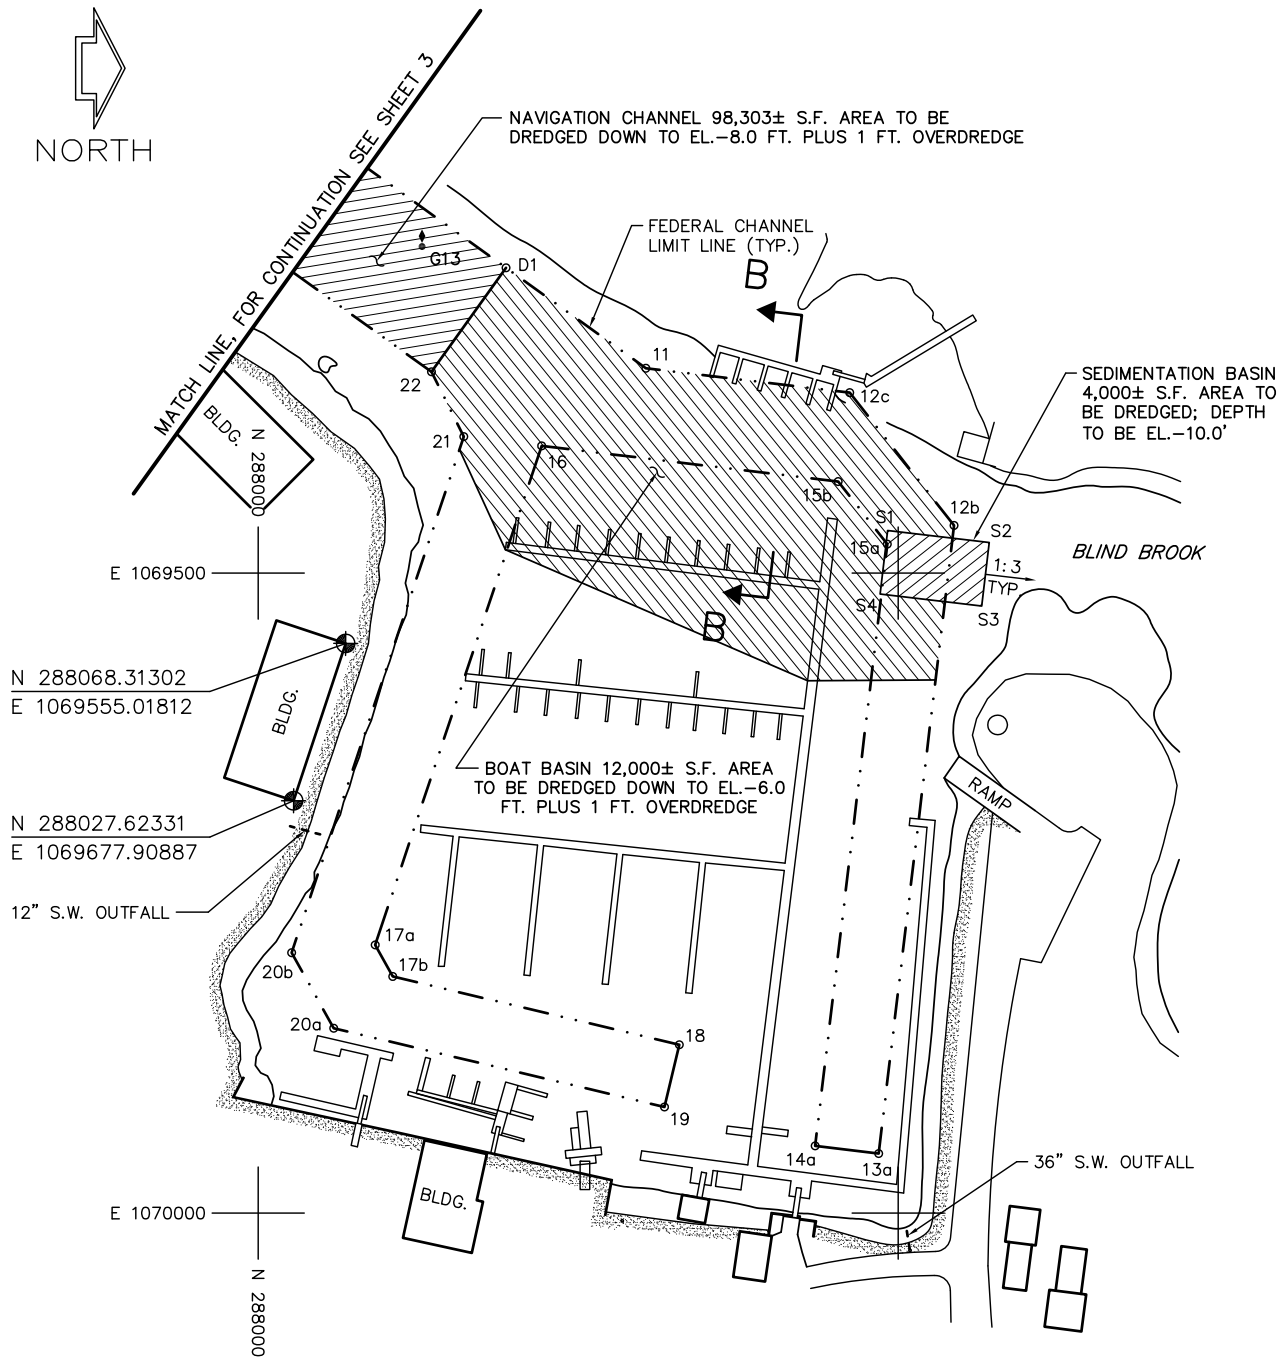 NORTH
MATCH LINE, FOR CONTINUATION SEE SHEET 3
NAVIGATION CHANNEL 98,303± S.F. AREA TO BE
DREDGED DOWN TO EL.-8.0 FT. PLUS 1 FT. OVERDREDGE
FEDERAL CHANNEL
LIMIT LINE (TYP.)
G13
D1
B
11
12c
22
21
16
15b
SEDIMENTATION BASIN
4,000± S.F. AREA TO
BE DREDGED; DEPTH
TO BE EL.-10.0'
BLDG.
N 288000
12b
S1
S2
15a
BLIND BROOK
1:3
TYP
S4
S3
E 1069500
B
N 288068.31302
E 1069555.01812
BLDG.
BOAT BASIN 12,000± S.F. AREA
TO BE DREDGED DOWN TO EL.-6.0
FT. PLUS 1 FT. OVERDREDGE
RAMP
N 288027.62331
E 1069677.90887
12" S.W. OUTFALL
17a
17b
20b
20a
18
19
14a
13a
36" S.W. OUTFALL
BLDG.
E 1070000
N 288000